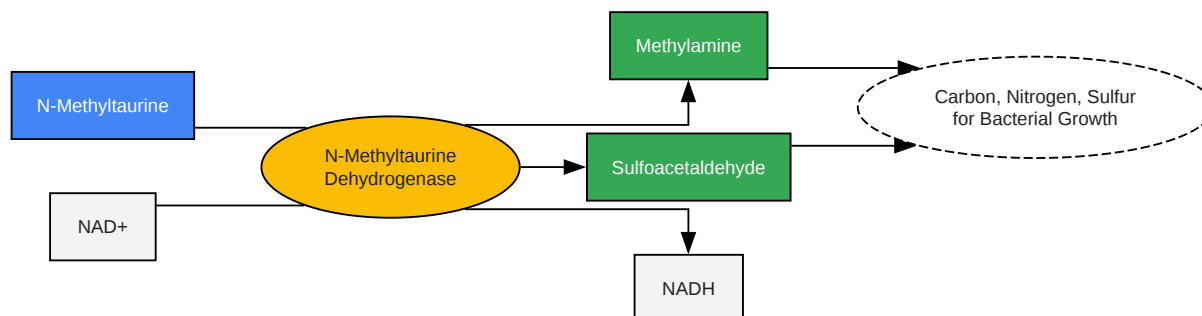 Methylamine
N-Methyltaurine
Carbon, Nitrogen, Sulfur
for Bacterial Growth
N-Methyltaurine
Dehydrogenase
Sulfoacetaldehyde
NAD+
NADH